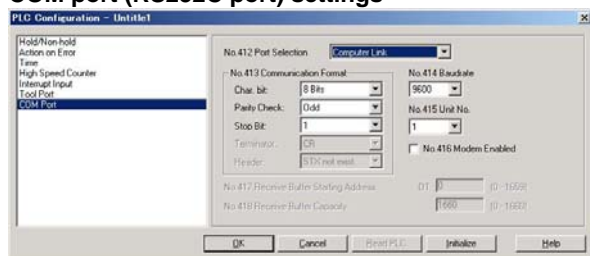 COM port (RS232C port) settings
PLC Configuration - Untitle1
Hold/Non-hold
Action on Error
Time
High Speed Counter
Interrupt Input
Tool Port
COM Port
No.412 Port Selection Computer Link
No.413 Communication Format
Char. bit: 8 Bits
Parity Check: Odd
Stop Bit: 1
Terminator: CR
Header: STX not exist
No.414 Baudrate
9600
No.415 Unit No.
1
No.416 Modem Enabled
No.417 Receive Buffer Starting Address DT 0 (0-1659)
No.418 Receive Buffer Capacity 1660 (0-1660)
OK Cancel Read PLC Initialize Help